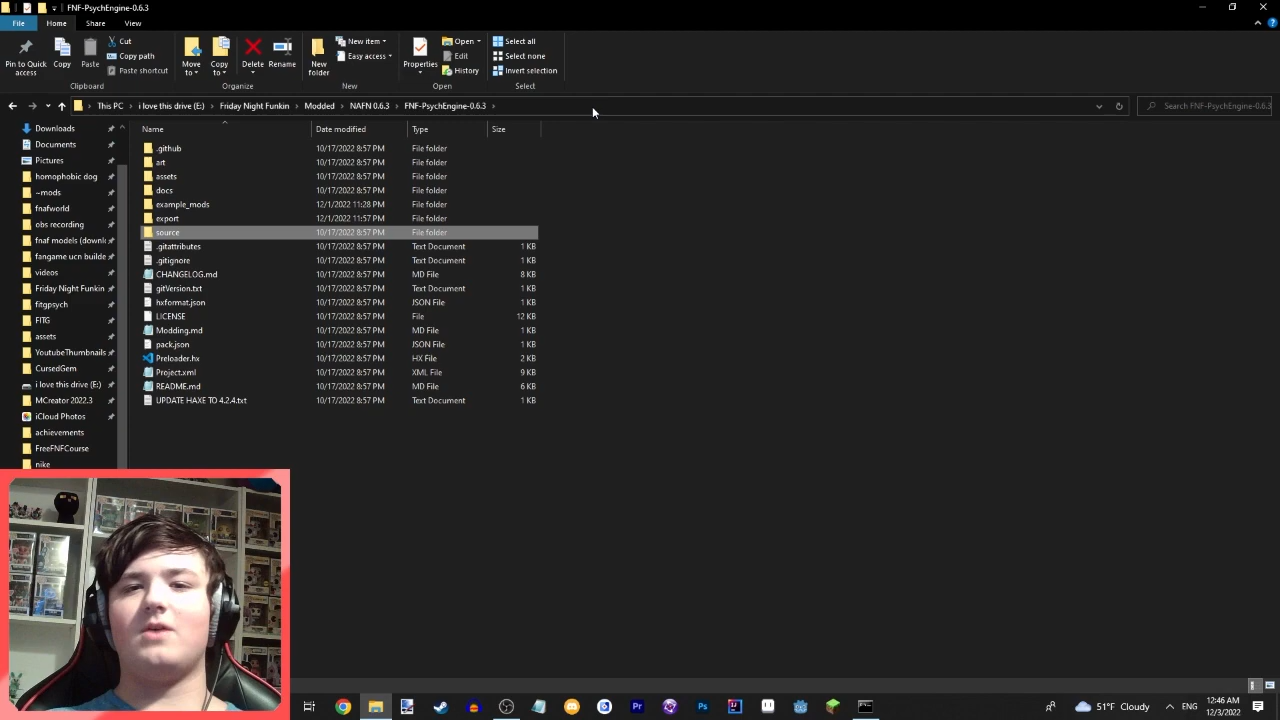 FNF-PsychEngine-0.6.3
File Home Share View
Pin to Quick access
Copy
Paste
Cut
Copy path
Paste shortcut
Move to
Copy to
Delete
Rename
New folder
New item
Easy access
Properties
Open
Edit
History
Select all
Select none
Invert selection
Clipboard Organize New Open Select
This PC > i love this drive (E:) > Friday Night Funkin > Modded > NAFN 0.6.3 > FNF-PsychEngine-0.6.3 >
Search FNF-PsychEngine-0.6.3
Downloads
Documents
Pictures
homophobic dog
~mods
fnafworld
obs recording
fnaf models (downl
fangame ucn builde
videos
Friday Night Funkin
fitgpsych
FITG
assets
YoutubeThumbnails
CursedGem
i love this drive (E:)
MCreator 2022.3
iCloud Photos
achievements
FreeFNFCourse
nike
Name Date modified Type Size
.github 10/17/2022 8:57 PM File folder
art 10/17/2022 8:57 PM File folder
assets 10/17/2022 8:57 PM File folder
docs 10/17/2022 8:57 PM File folder
example_mods 12/1/2022 11:28 PM File folder
export 12/1/2022 11:57 PM File folder
source 10/17/2022 8:57 PM File folder
.gitattributes 10/17/2022 8:57 PM Text Document 1 KB
.gitignore 10/17/2022 8:57 PM Text Document 1 KB
CHANGELOG.md 10/17/2022 8:57 PM MD File 8 KB
gitVersion.txt 10/17/2022 8:57 PM Text Document 1 KB
hxformat.json 10/17/2022 8:57 PM JSON File 1 KB
LICENSE 10/17/2022 8:57 PM File 12 KB
Modding.md 10/17/2022 8:57 PM MD File 1 KB
pack.json 10/17/2022 8:57 PM JSON File 1 KB
Preloader.hx 10/17/2022 8:57 PM HX File 2 KB
Project.xml 10/17/2022 8:57 PM XML File 9 KB
README.md 10/17/2022 8:57 PM MD File 6 KB
UPDATE HAXE TO 4.2.4.txt 10/17/2022 8:57 PM Text Document 1 KB
Pr
Ps
51°F Cloudy
ENG
12:46 AM
12/3/2022